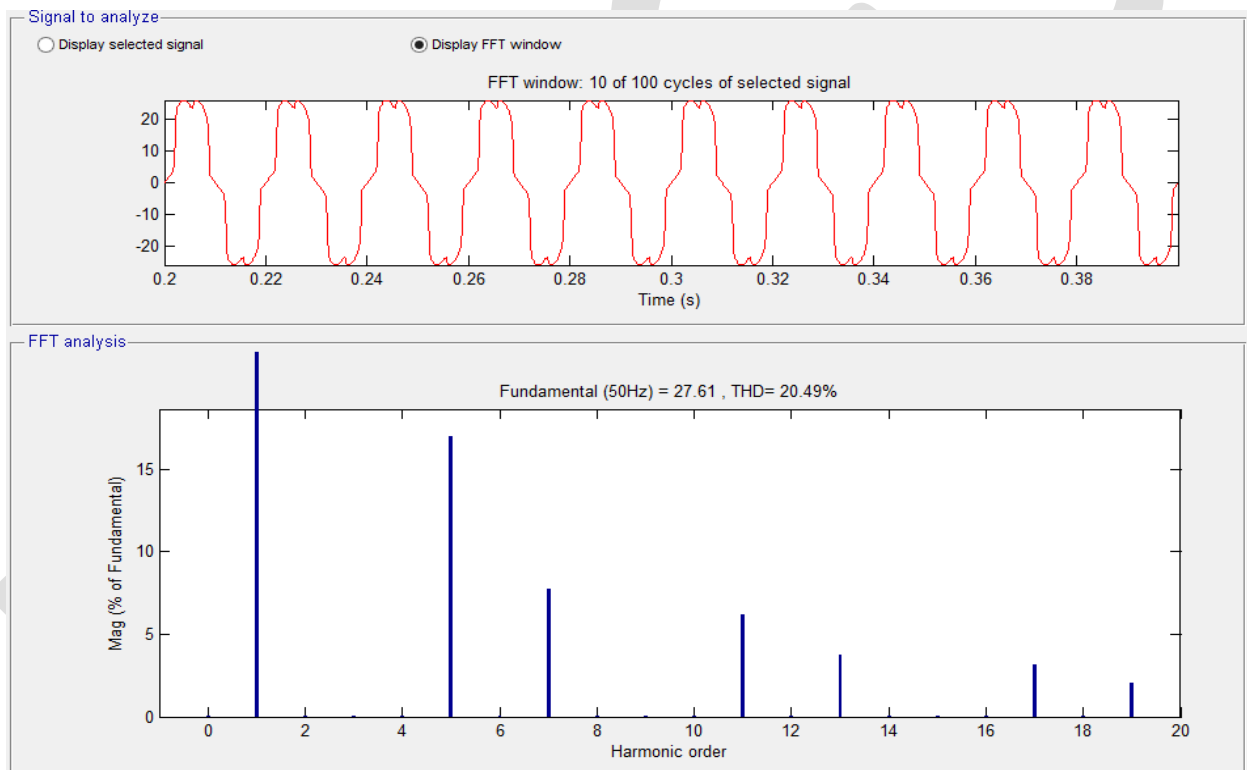 Signal to analyze
Display selected signal Display FFT window
FFT window: 10 of 100 cycles of selected signal
20
10
0
-10
-20
0.2 0.22 0.24 0.26 0.28 0.3 0.32 0.34 0.36 0.38
Time (s)
FFT analysis
Fundamental (50Hz) = 27.61 , THD= 20.49%
Mag (% of Fundamental)
15
10
5
0
0 2 4 6 8 10 12 14 16 18 20
Harmonic order